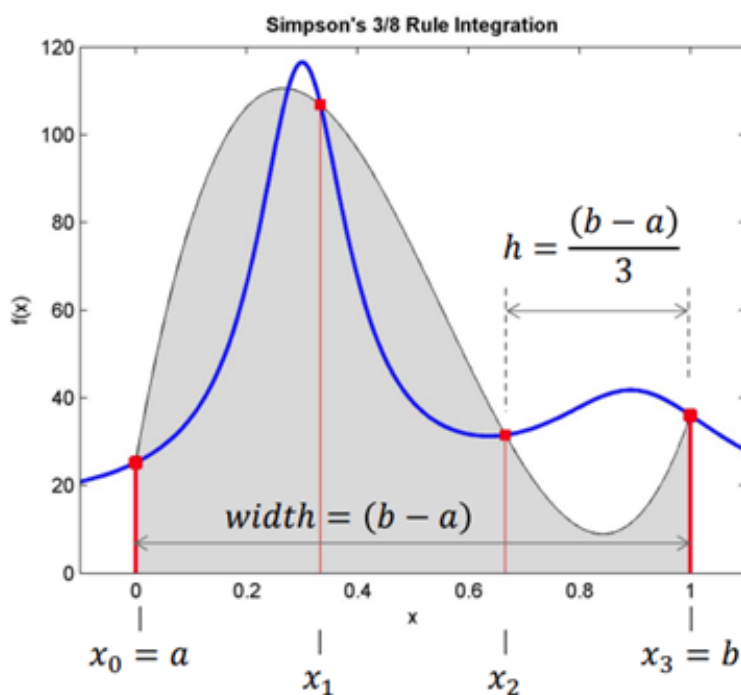 Simpson's 3/8 Rule Integration
120
100
80
60
40
20
0
f(x)
h = (b − a)
3
width = (b − a)
0 0.2 0.4 0.6 0.8 1
x
x₀ = a
x₁
x₂
x₃ = b